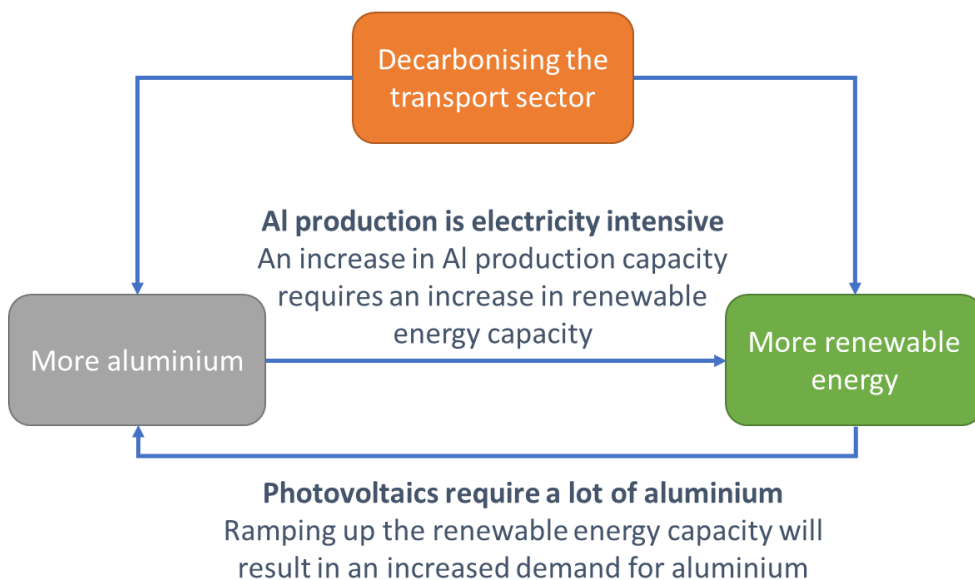 Decarbonising the
transport sector
Al production is electricity intensive
An increase in Al production capacity
requires an increase in renewable
energy capacity
More aluminium
More renewable
energy
Photovoltaics require a lot of aluminium
Ramping up the renewable energy capacity will
result in an increased demand for aluminium